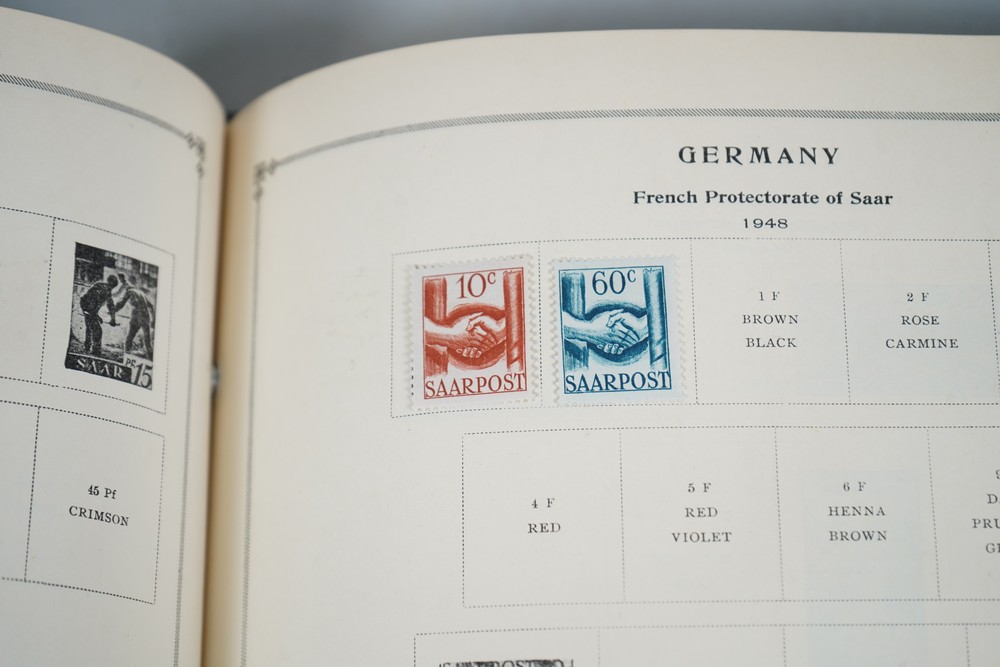 SAAR
PF 15
45 Pf
CRIMSON
GERMANY
French Protectorate of Saar
1948
10c
SAARPOST
60c
SAARPOST
1 F
BROWN
BLACK
2 F
ROSE
CARMINE
4 F
RED
5 F
RED
VIOLET
6 F
HENNA
BROWN